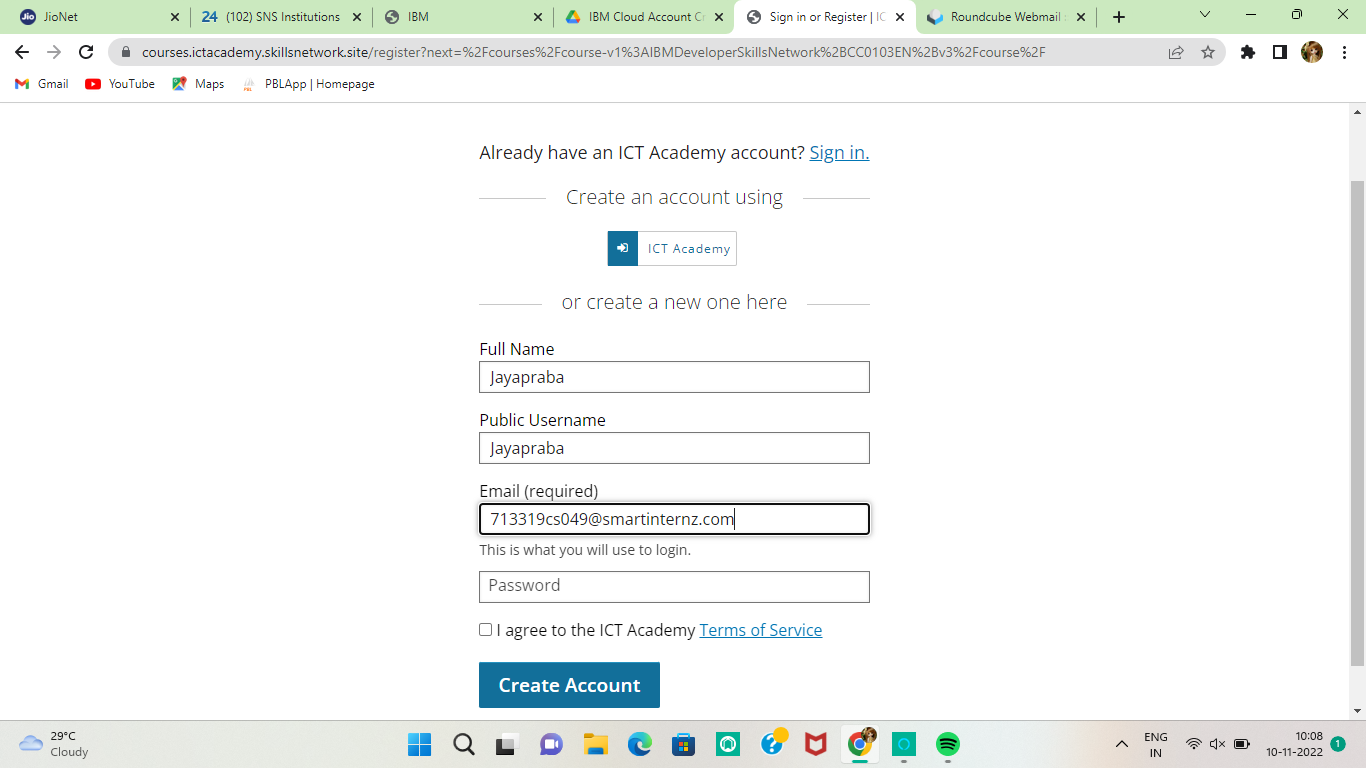 Jio JioNet
24 (102) SNS Institutions
IBM
IBM Cloud Account Cr
Sign in or Register | IC
Roundcube Webmail :
courses.ictacademy.skillsnetwork.site/register?next=%2Fcourses%2Fcourse-v1%3AIBMDeveloperSkillsNetwork%2BCC0103EN%2Bv3%2Fcourse%2F
Gmail YouTube Maps PBLApp | Homepage
Already have an ICT Academy account? Sign in.
Create an account using
ICT Academy
or create a new one here
Full Name
Jayapraba
Public Username
Jayapraba
Email (required)
713319cs049@smartinternz.com
This is what you will use to login.
Password
I agree to the ICT Academy Terms of Service
Create Account
29°C
Cloudy
ENG
IN
10:08
10-11-2022
1